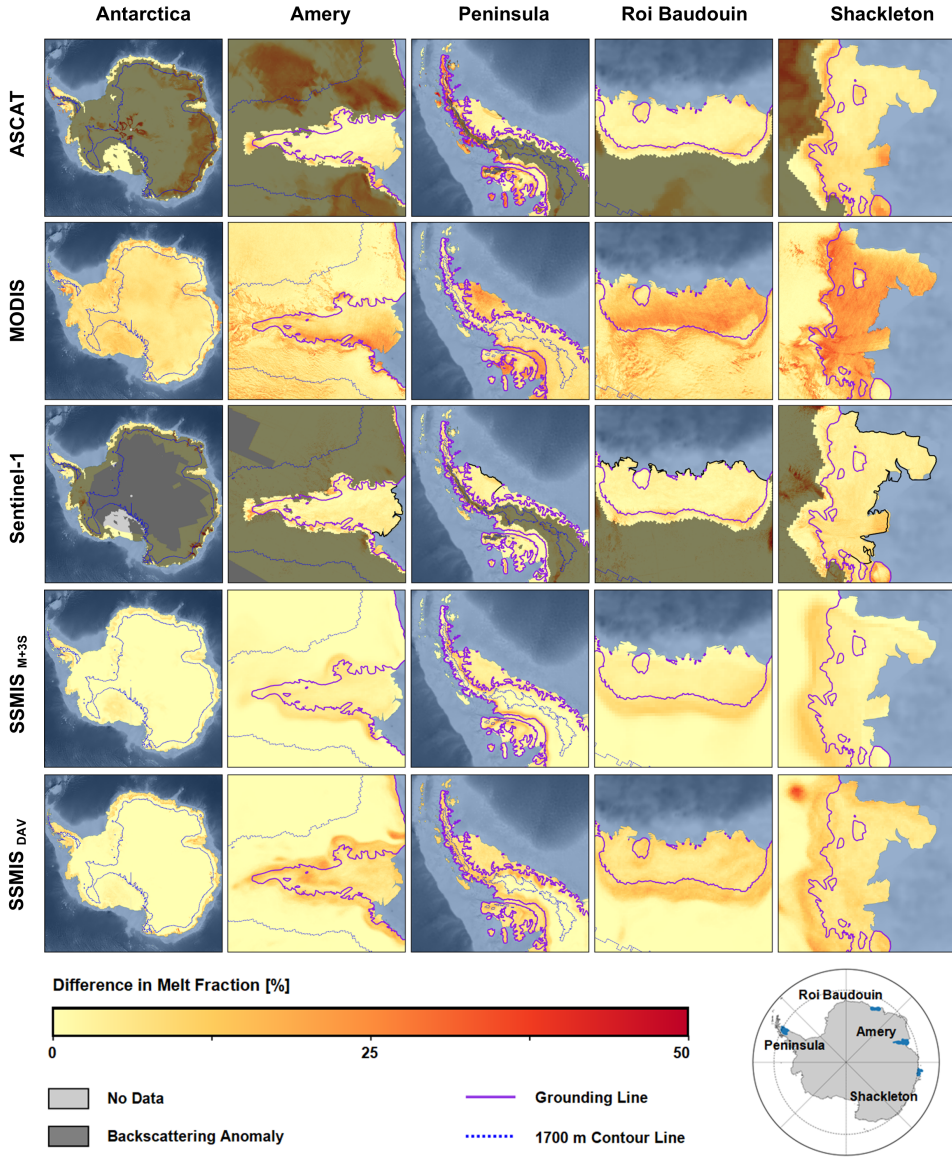 Antarctica Amery Peninsula Roi Baudouin Shackleton
ASCAT
MODIS
Sentinel-1
SSMIS M+3S
SSMIS DAV
Difference in Melt Fraction [%]
0 25 50
No Data
Backscattering Anomaly
Grounding Line
1700 m Contour Line
Roi Baudouin
Amery
Peninsula
Shackleton